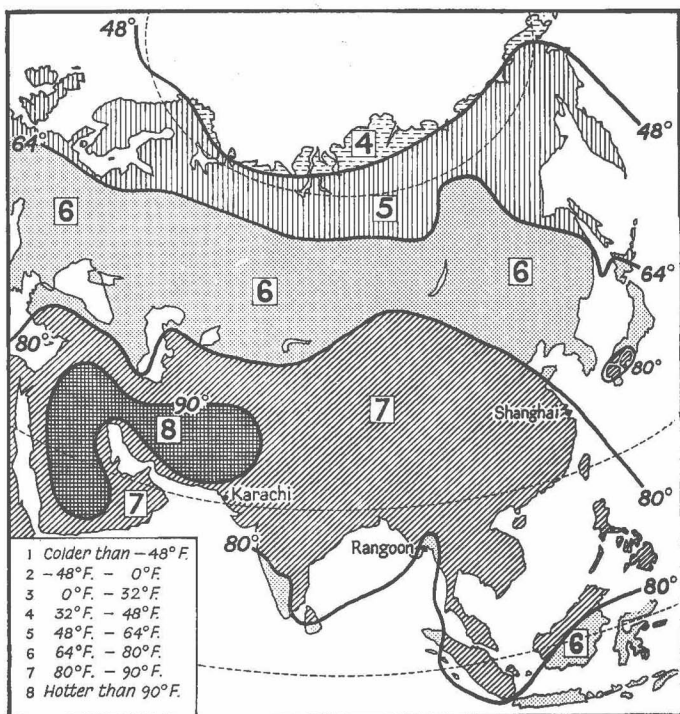 48°
48°
4
64°
5
6
6
6
64°
80°
80°
90°
8
7
Shanghai
Karachi
7
80°
80°
Rangoon
80°
6
1 Colder than -48°F.
2 -48°F. - 0°F.
3 0°F. - 32°F.
4 32°F. - 48°F.
5 48°F. - 64°F.
6 64°F. - 80°F.
7 80°F. - 90°F.
8 Hotter than 90°F.